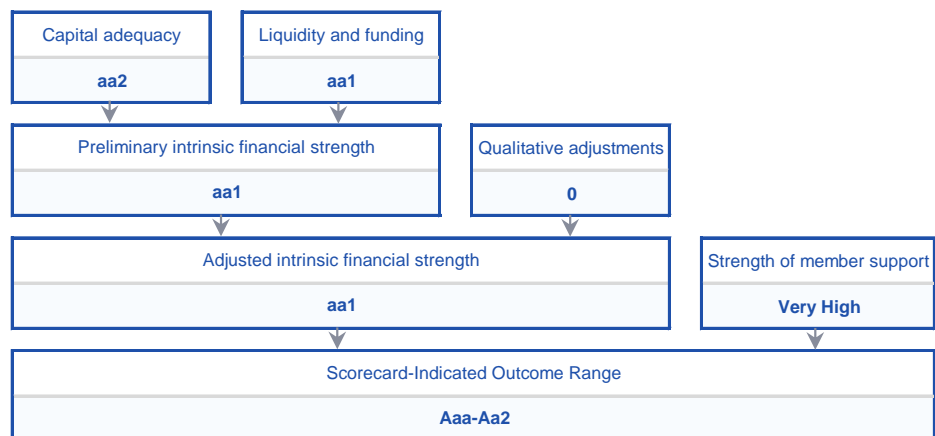 Capital adequacy
Liquidity and funding
aa2
aa1
Preliminary intrinsic financial strength
Qualitative adjustments
aa1
0
Adjusted intrinsic financial strength
Strength of member support
aa1
Very High
Scorecard-Indicated Outcome Range
Aaa-Aa2